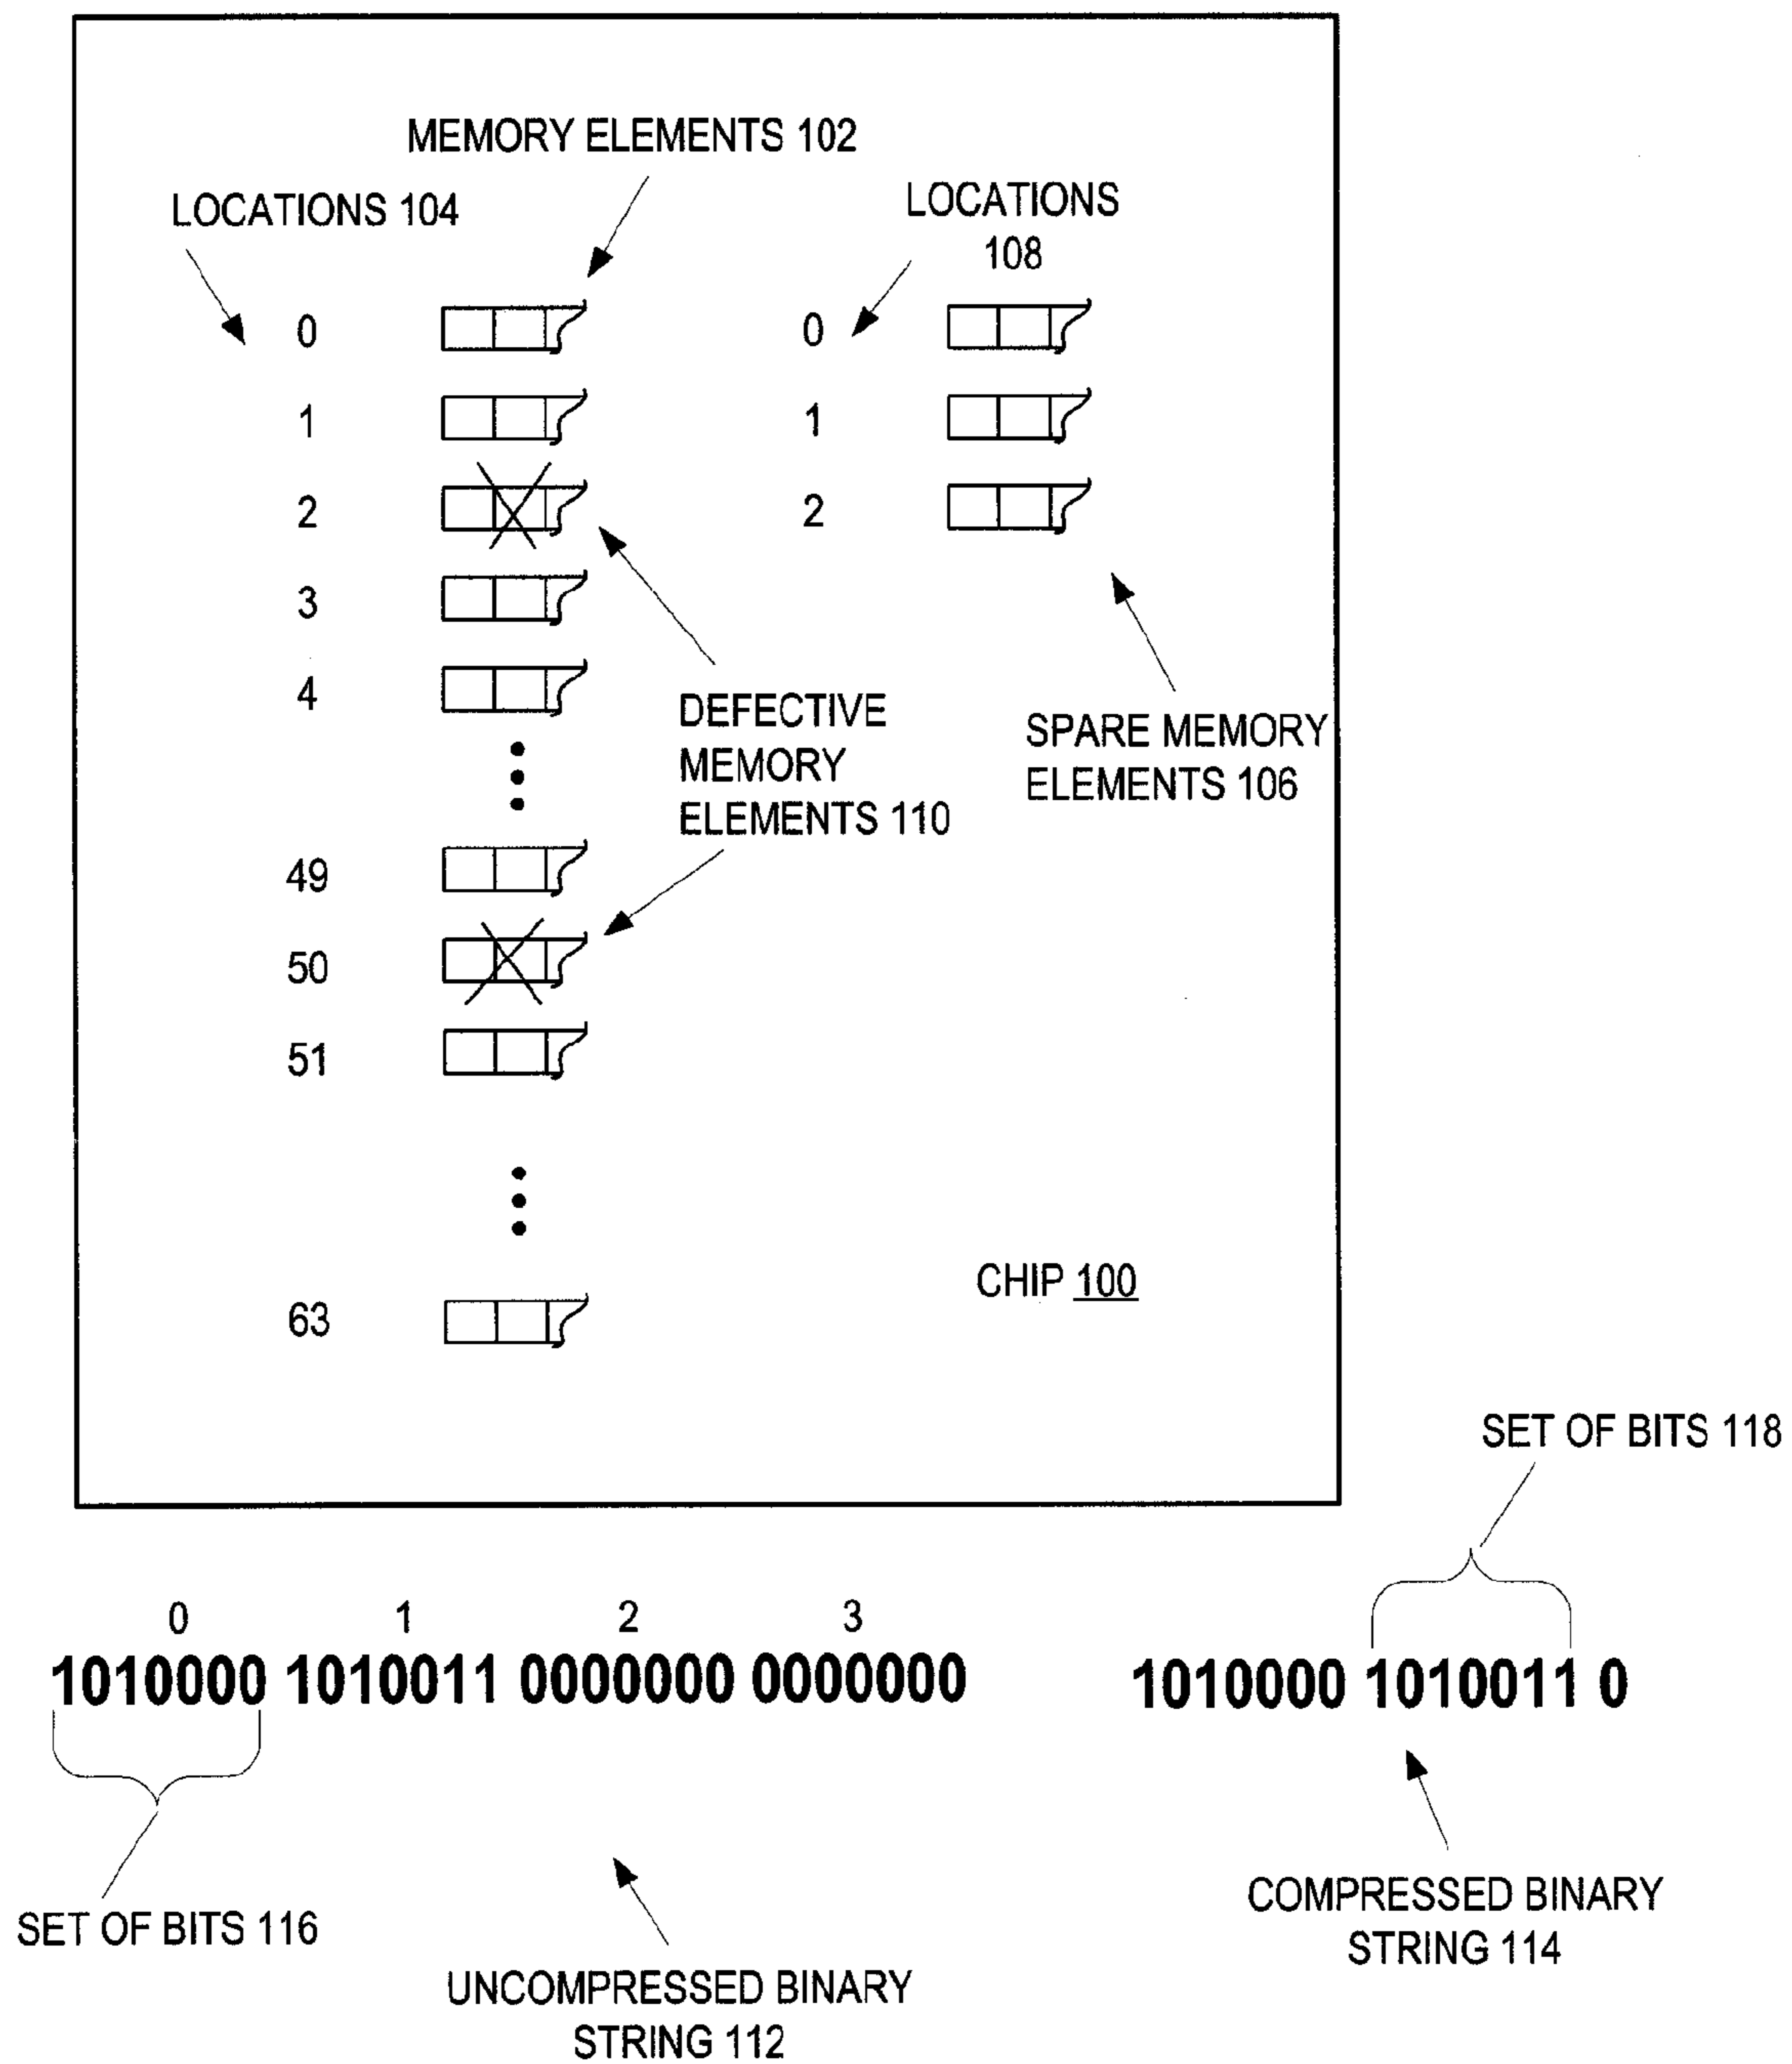 MEMORY ELEMENTS 102
LOCATIONS 104
LOCATIONS
108
0
0
1
1
2
2
3
4
DEFECTIVE
MEMORY
ELEMENTS 110
SPARE MEMORY
ELEMENTS 106
49
50
51
63
CHIP 100
SET OF BITS 118
0 1 2 3
1010000 1010011 0000000 0000000
1010000 1010011 0
SET OF BITS 116
UNCOMPRESSED BINARY
STRING 112
COMPRESSED BINARY
STRING 114